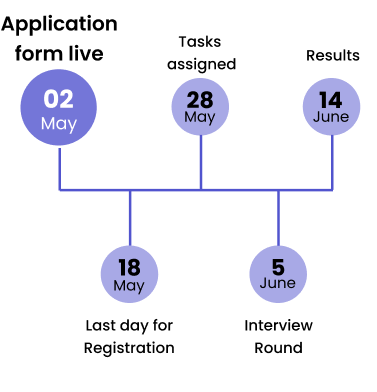 Application
form live
02
May
Tasks
assigned
28
May
Results
14
June
18
May
Last day for
Registration
5
June
Interview
Round